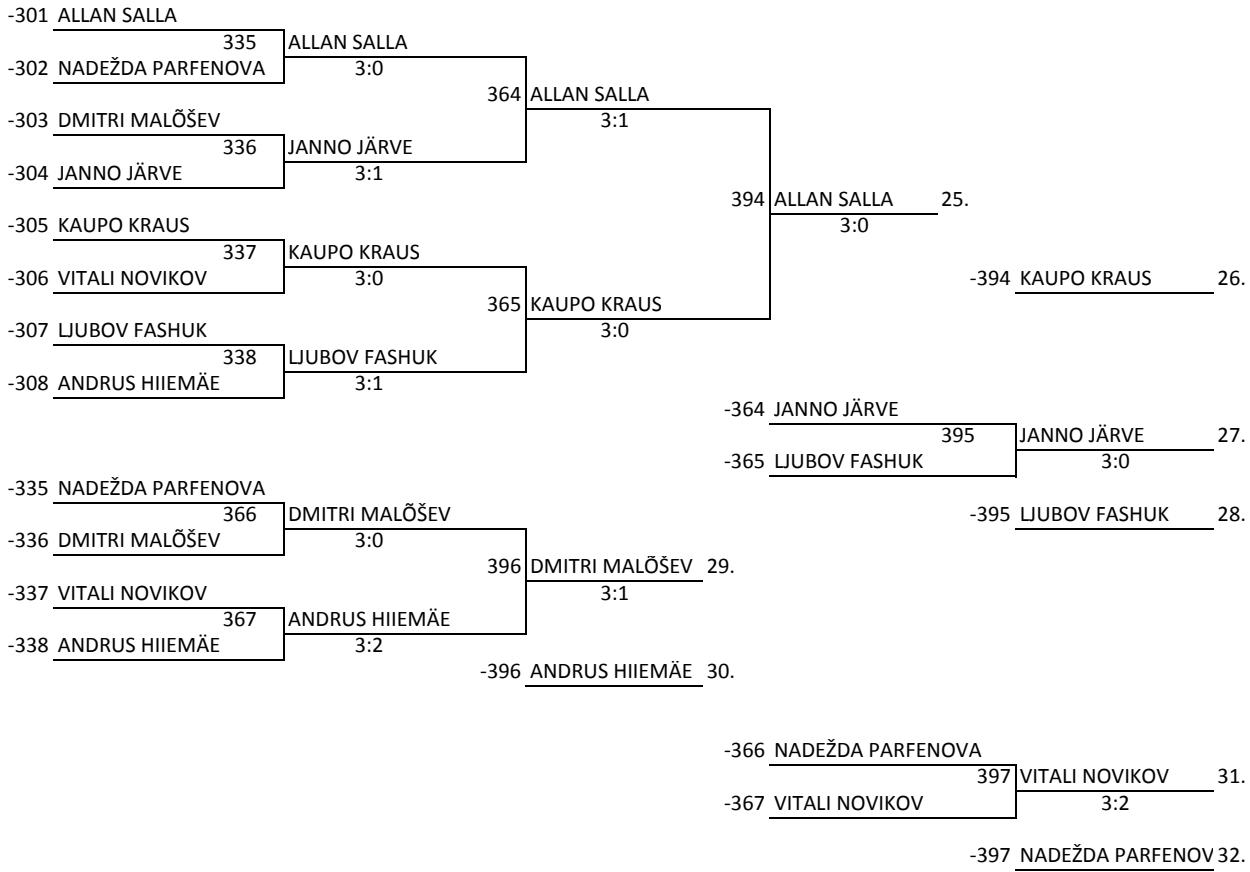 -301 ALLAN SALLA
335 ALLAN SALLA
-302 NADEŽDA PARFENOVA 3:0
364 ALLAN SALLA
-303 DMITRI MALÕŠEV 3:1
336 JANNO JÄRVE
-304 JANNO JÄRVE 3:1
394 ALLAN SALLA 25.
-305 KAUPO KRAUS 3:0
337 KAUPO KRAUS
-306 VITALI NOVIKOV 3:0 -394 KAUPO KRAUS 26.
365 KAUPO KRAUS
-307 LJUBOV FASHUK 3:0
338 LJUBOV FASHUK
-308 ANDRUS HIIEMÄE 3:1
-364 JANNO JÄRVE
395 JANNO JÄRVE 27.
-365 LJUBOV FASHUK 3:0
-335 NADEŽDA PARFENOVA
366 DMITRI MALÕŠEV -395 LJUBOV FASHUK 28.
-336 DMITRI MALÕŠEV 3:0
396 DMITRI MALÕŠEV 29.
-337 VITALI NOVIKOV 3:1
367 ANDRUS HIIEMÄE
-338 ANDRUS HIIEMÄE 3:2
-396 ANDRUS HIIEMÄE 30.
-366 NADEŽDA PARFENOVA
397 VITALI NOVIKOV 31.
-367 VITALI NOVIKOV 3:2
-397 NADEŽDA PARFENOV 32.